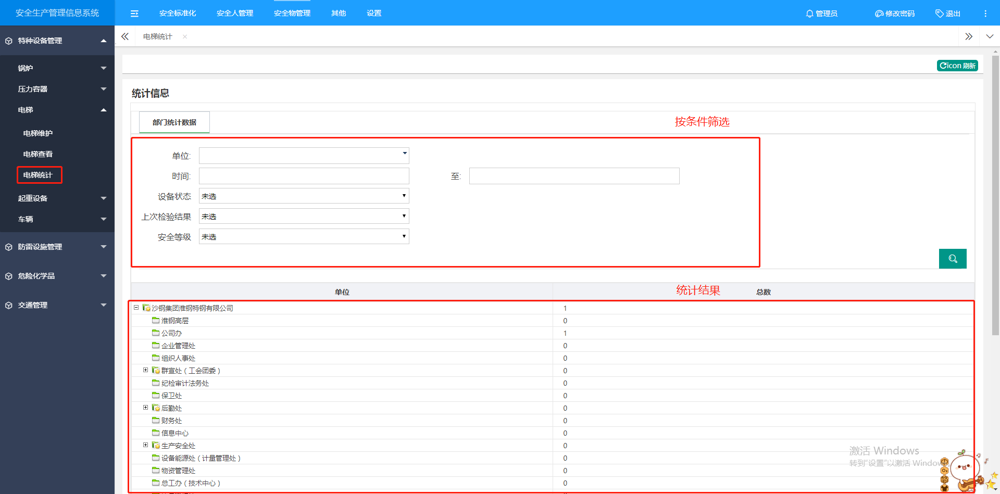 安全生产管理信息系统
安全标准化 安全人管理 安全物管理 其他 设置
管理员 修改密码 退出
特种设备管理
锅炉
压力容器
电梯
电梯维护
电梯查看
电梯统计
起重设备
车辆
防雷设施管理
危险化学品
交通管理
电梯统计
icon 刷新
统计信息
部门统计数据
按条件筛选
单位:
时间: 至:
设备状态 未选
上次检验结果 未选
安全等级 未选
单位 统计结果 总数
沙钢集团淮钢特钢有限公司 1
淮钢高层 0
公司办 1
企业管理处 0
组织人事处 0
群宣处（工会团委） 0
纪检审计法务处 0
保卫处 0
后勤处 0
财务处 0
信息中心 0
生产安全处 0
设备能源处（计量管理处） 0
物资管理处 0
总工办（技术中心） 0
激活 Windows
转到“设置”以激活 Windows
中
简